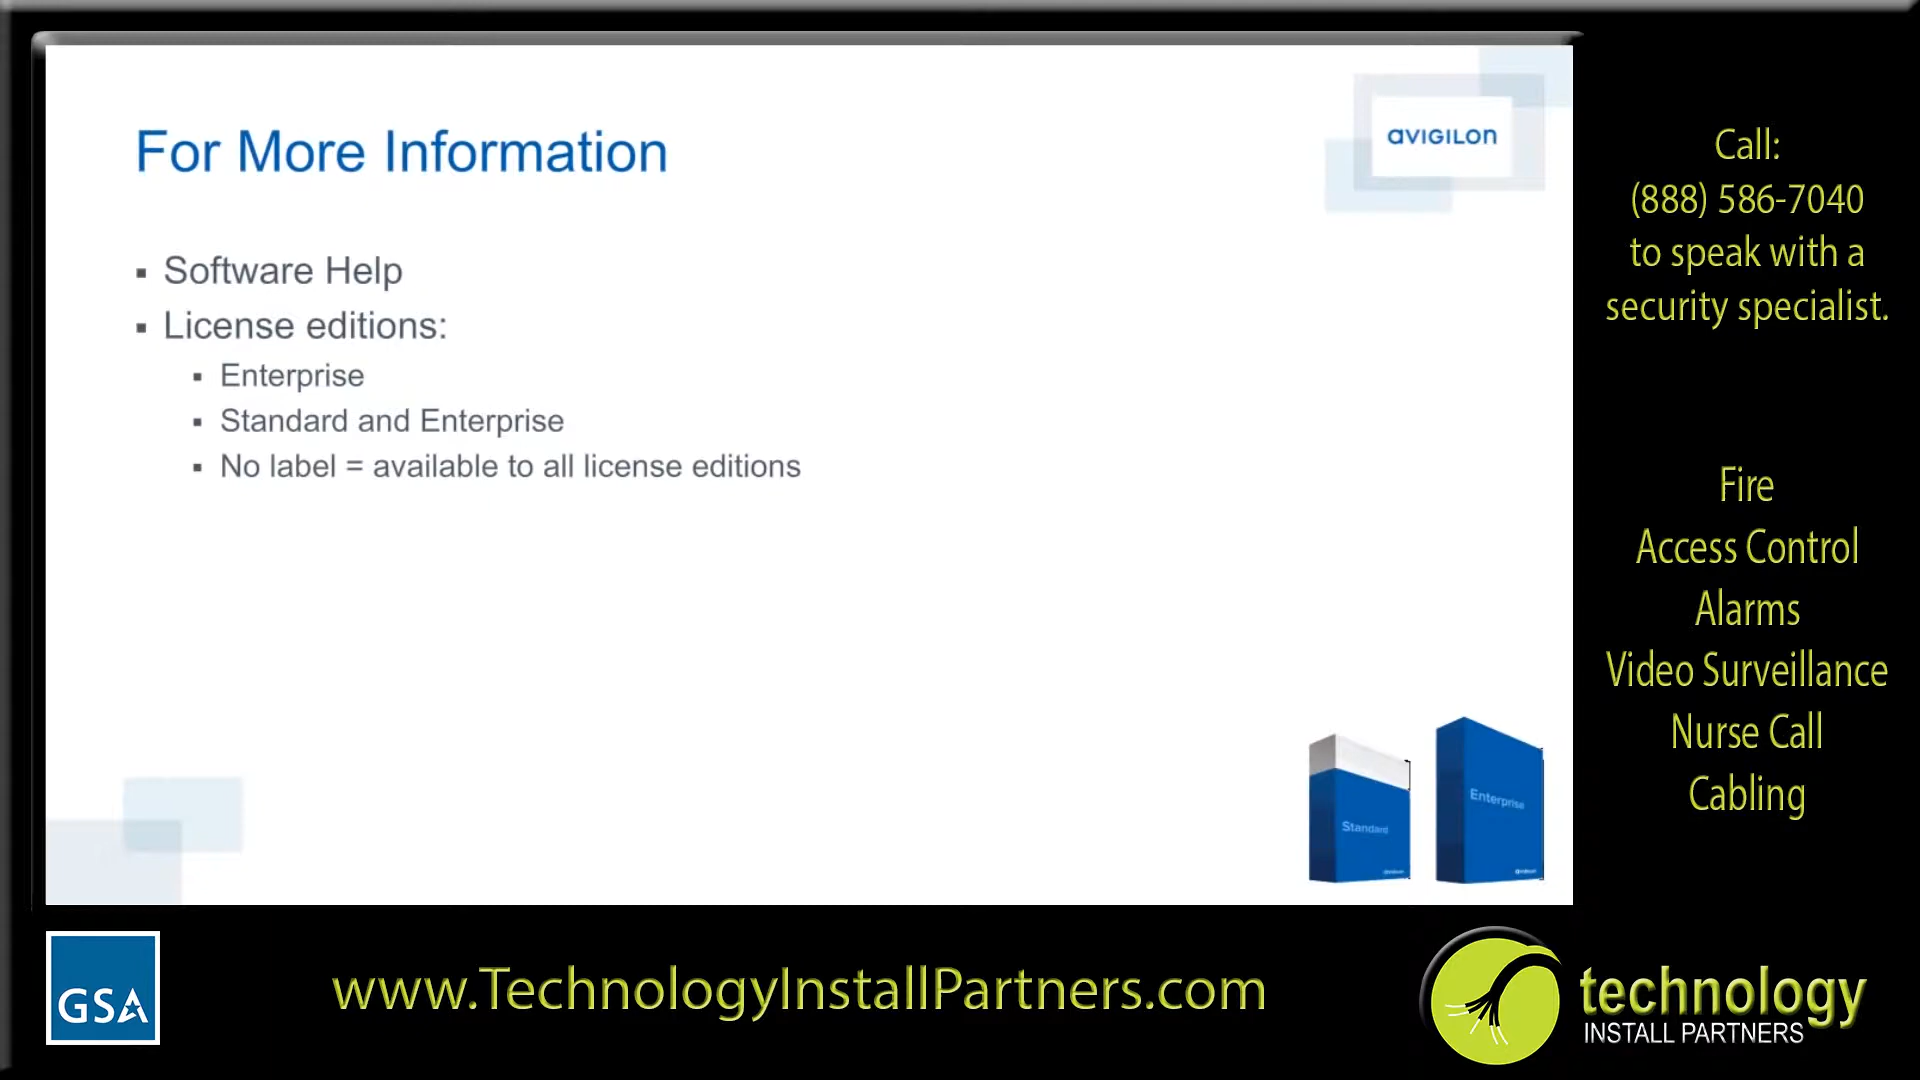 For More Information
avigilon
▪ Software Help
▪ License editions:
▪ Enterprise
▪ Standard and Enterprise
▪ No label = available to all license editions
Standard
Enterprise
Call:
(888) 586-7040
to speak with a
security specialist.
Fire
Access Control
Alarms
Video Surveillance
Nurse Call
Cabling
GSA
www.TechnologyInstallPartners.com
technology
INSTALL PARTNERS